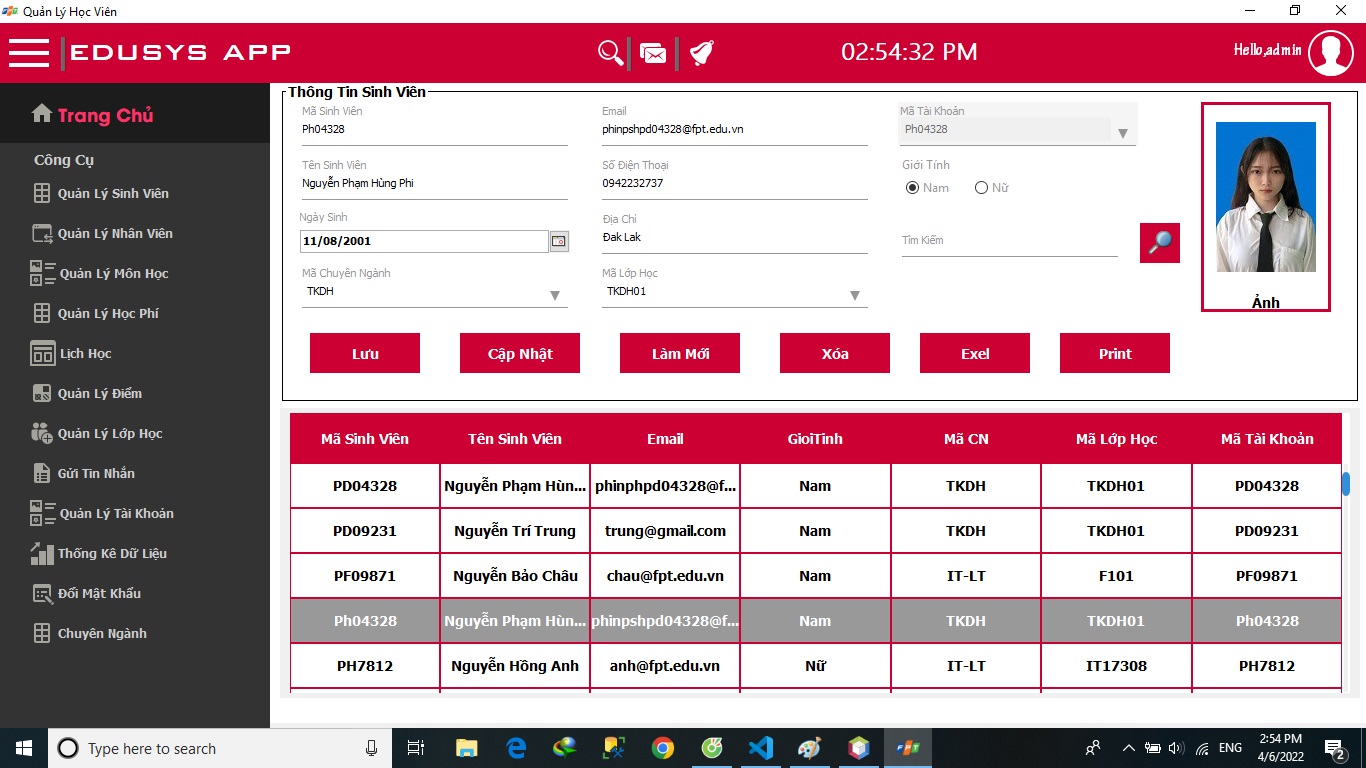 Quản Lý Học Viên
EDUSYS APP
02:54:32 PM
Hello,admin
Trang Chủ
Công Cụ
Quản Lý Sinh Viên
Quản Lý Nhân Viên
Quản Lý Môn Học
Quản Lý Học Phí
Lịch Học
Quản Lý Điểm
Quản Lý Lớp Học
Gửi Tin Nhắn
Quản Lý Tài Khoản
Thống Kê Dữ Liệu
Đổi Mật Khẩu
Chuyên Ngành
Thông Tin Sinh Viên
Mã Sinh Viên
Ph04328
Email
phinpshpd04328@fpt.edu.vn
Mã Tài Khoản
Ph04328
Tên Sinh Viên
Nguyễn Phạm Hùng Phi
Số Điện Thoại
0942232737
Giới Tính
Nam Nữ
Ngày Sinh
11/08/2001
Địa Chỉ
Đak Lak
Tìm Kiếm
Mã Chuyên Ngành
TKDH
Mã Lớp Học
TKDH01
Ảnh
Lưu Cập Nhật Làm Mới Xóa Exel Print
Mã Sinh Viên Tên Sinh Viên Email GioiTinh Mã CN Mã Lớp Học Mã Tài Khoản
PD04328 Nguyễn Phạm Hùn... phinphpd04328@f... Nam TKDH TKDH01 PD04328
PD09231 Nguyễn Trí Trung trung@gmail.com Nam TKDH TKDH01 PD09231
PF09871 Nguyễn Bảo Châu chau@fpt.edu.vn Nam IT-LT F101 PF09871
Ph04328 Nguyễn Phạm Hùn... phinpshpd04328@f... Nam TKDH TKDH01 Ph04328
PH7812 Nguyễn Hồng Anh anh@fpt.edu.vn Nữ IT-LT IT17308 PH7812
Type here to search
ENG
2:54 PM
4/6/2022
2